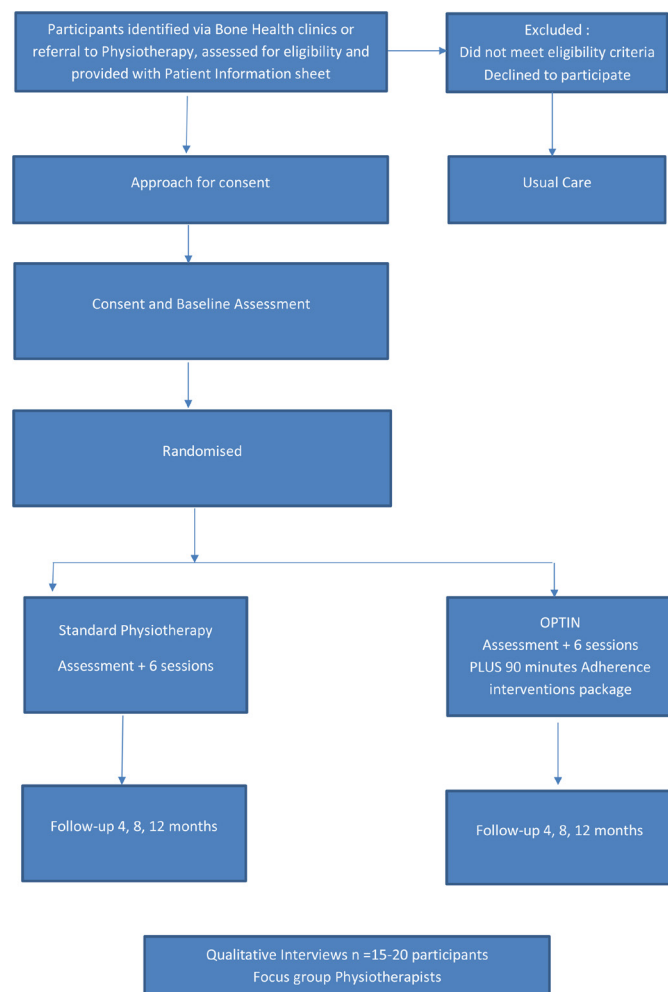 Participants identified via Bone Health clinics or
referral to Physiotherapy, assessed for eligibility and
provided with Patient Information sheet
Excluded :
Did not meet eligibility criteria
Declined to participate
Approach for consent
Usual Care
Consent and Baseline Assessment
Randomised
Standard Physiotherapy
Assessment + 6 sessions
OPTIN
Assessment + 6 sessions
PLUS 90 minutes Adherence
interventions package
Follow-up 4, 8, 12 months
Follow-up 4, 8, 12 months
Qualitative Interviews n =15-20 participants
Focus group Physiotherapists